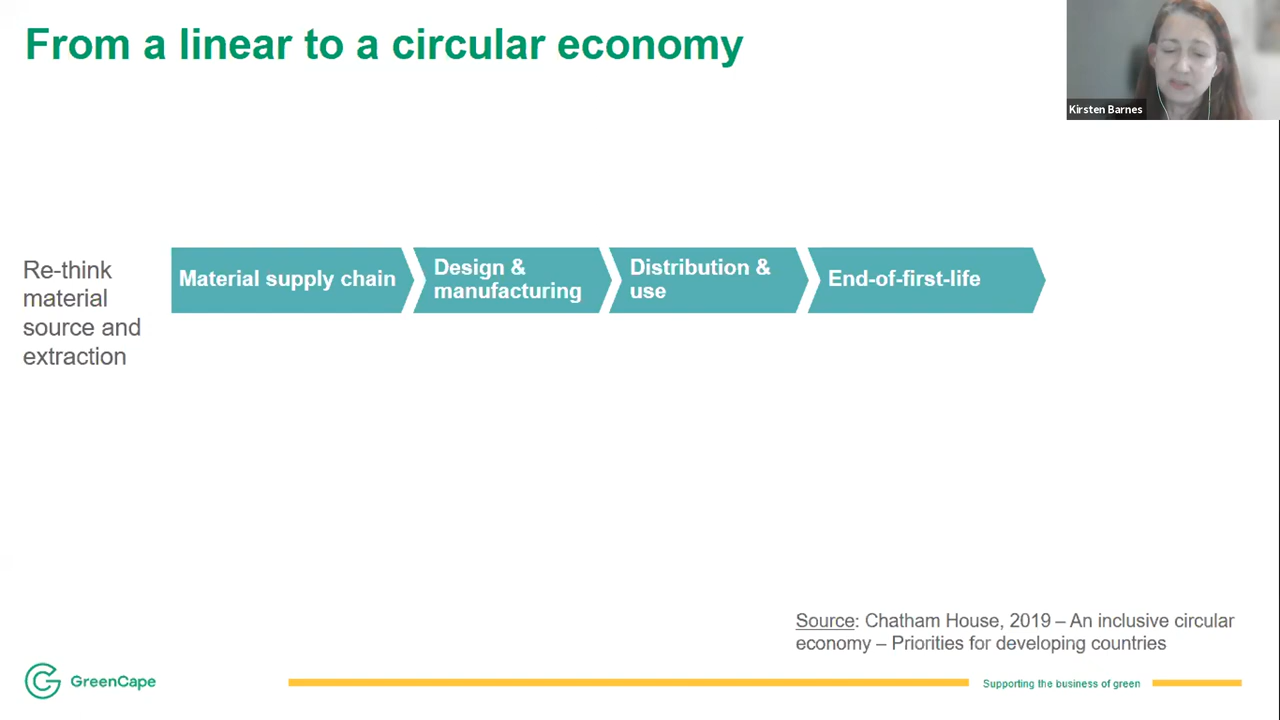 From a linear to a circular economy
Kirsten Barnes
Re-think
material
source and
extraction
Material supply chain
Design &
manufacturing
Distribution &
use
End-of-first-life
Source: Chatham House, 2019 – An inclusive circular
economy – Priorities for developing countries
GreenCape
Supporting the business of green